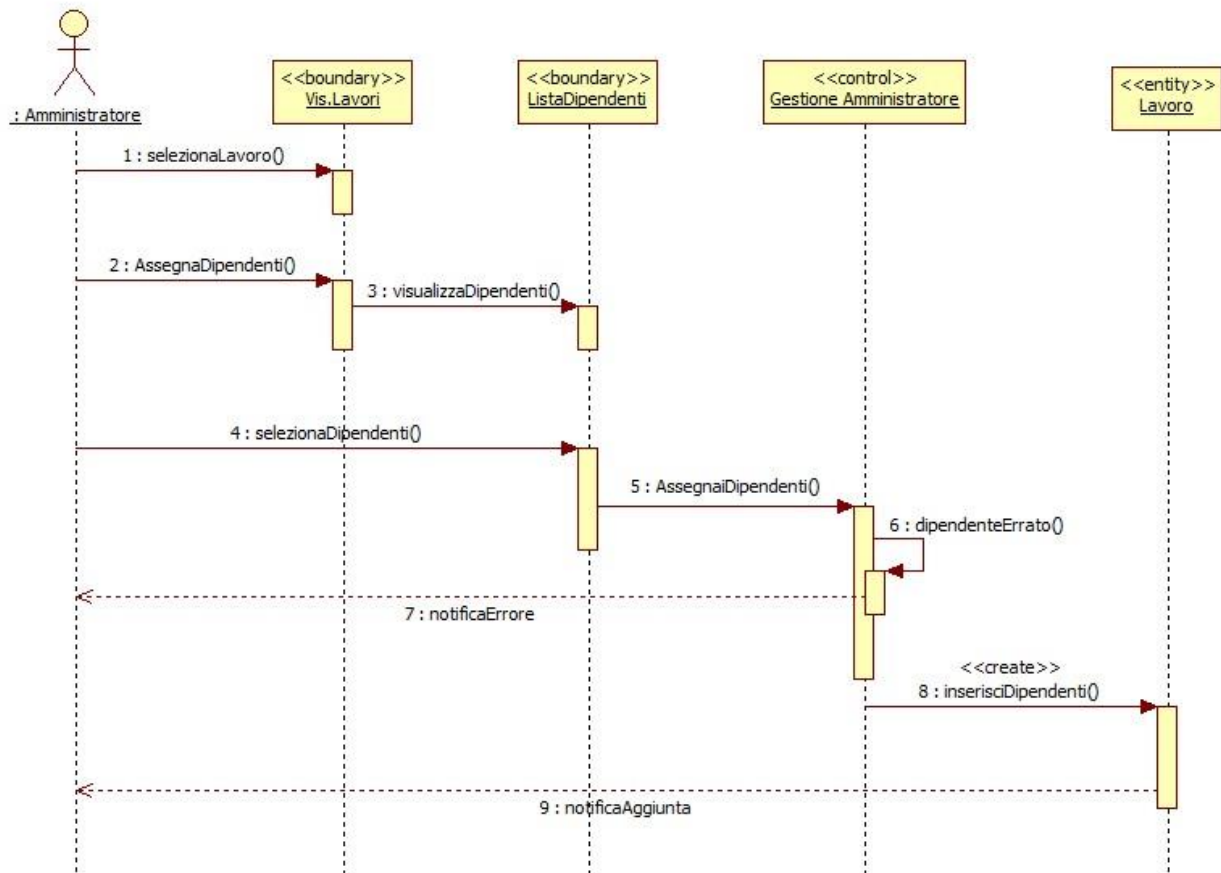 : Amministratore
<<boundary>>
Vis.Lavori
<<boundary>>
ListaDipendenti
<<control>>
Gestione Amministratore
<<entity>>
Lavoro
1 : selezionaLavoro()
2 : AssegnaDipendenti()
3 : visualizzaDipendenti()
4 : selezionaDipendenti()
5 : AssegnaiDipendenti()
6 : dipendenteErrato()
7 : notificaErrore
<<create>>
8 : inserisciDipendenti()
9 : notificaAggiunta